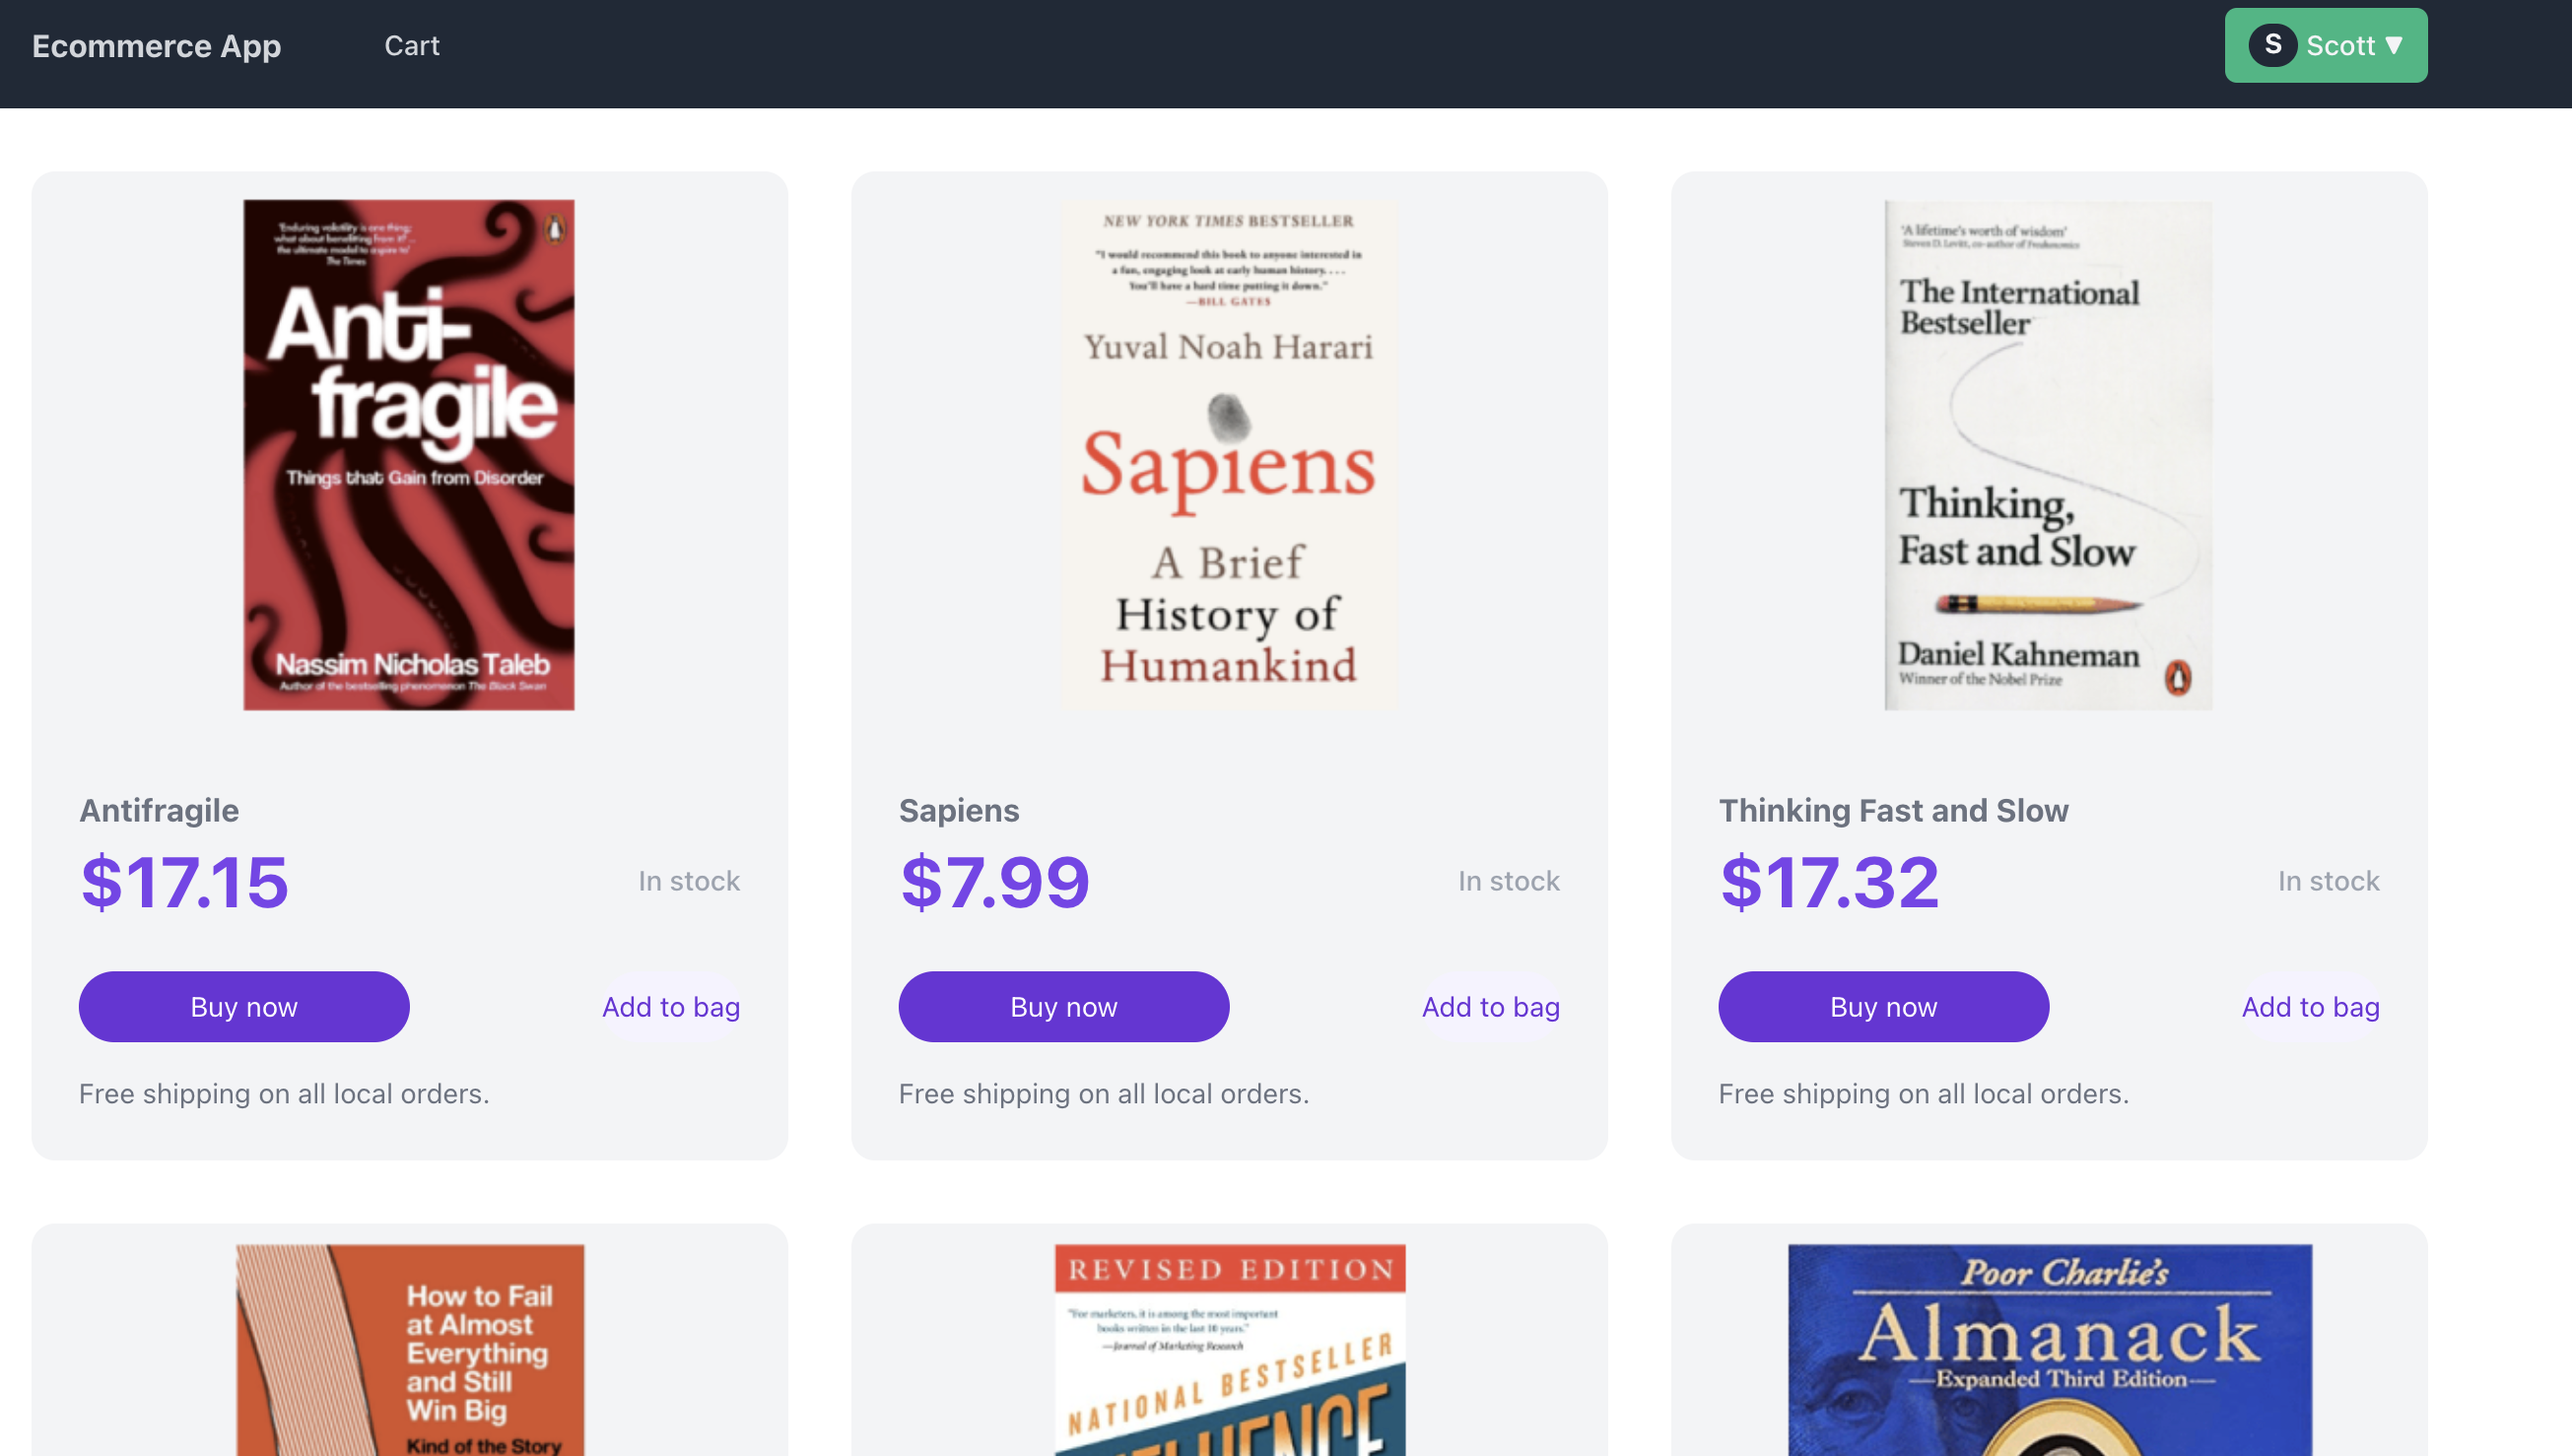 Ecommerce App
Cart
S
Scott
'Enduring volatility is one thing;
what about benefiting from it? ...
the ultimate model to aspire to'
The Times
Anti-
fragile
Things that Gain from Disorder
Nassim Nicholas Taleb
Author of the bestselling phenomenon The Black Swan
Antifragile
$17.15
In stock
Buy now
Add to bag
Free shipping on all local orders.
NEW YORK TIMES BESTSELLER
"I would recommend this book to anyone interested in
a fun, engaging look at early human history. . . .
You'll have a hard time putting it down."
—BILL GATES
Yuval Noah Harari
Sapiens
A Brief
History of
Humankind
Sapiens
$7.99
In stock
Buy now
Add to bag
Free shipping on all local orders.
'A lifetime's worth of wisdom'
Steven D. Levitt, co-author of Freakonomics
The International
Bestseller
Thinking,
Fast and Slow
Daniel Kahneman
Winner of the Nobel Prize
Thinking Fast and Slow
$17.32
In stock
Buy now
Add to bag
Free shipping on all local orders.
How to Fail
at Almost
Everything
and Still
Win Big
Kind of the Story
REVISED EDITION
"For marketers, it is among the most important
books written in the last 10 years."
—Journal of Marketing Research
NATIONAL BESTSELLER
Poor Charlie's
Almanack
—Expanded Third Edition—